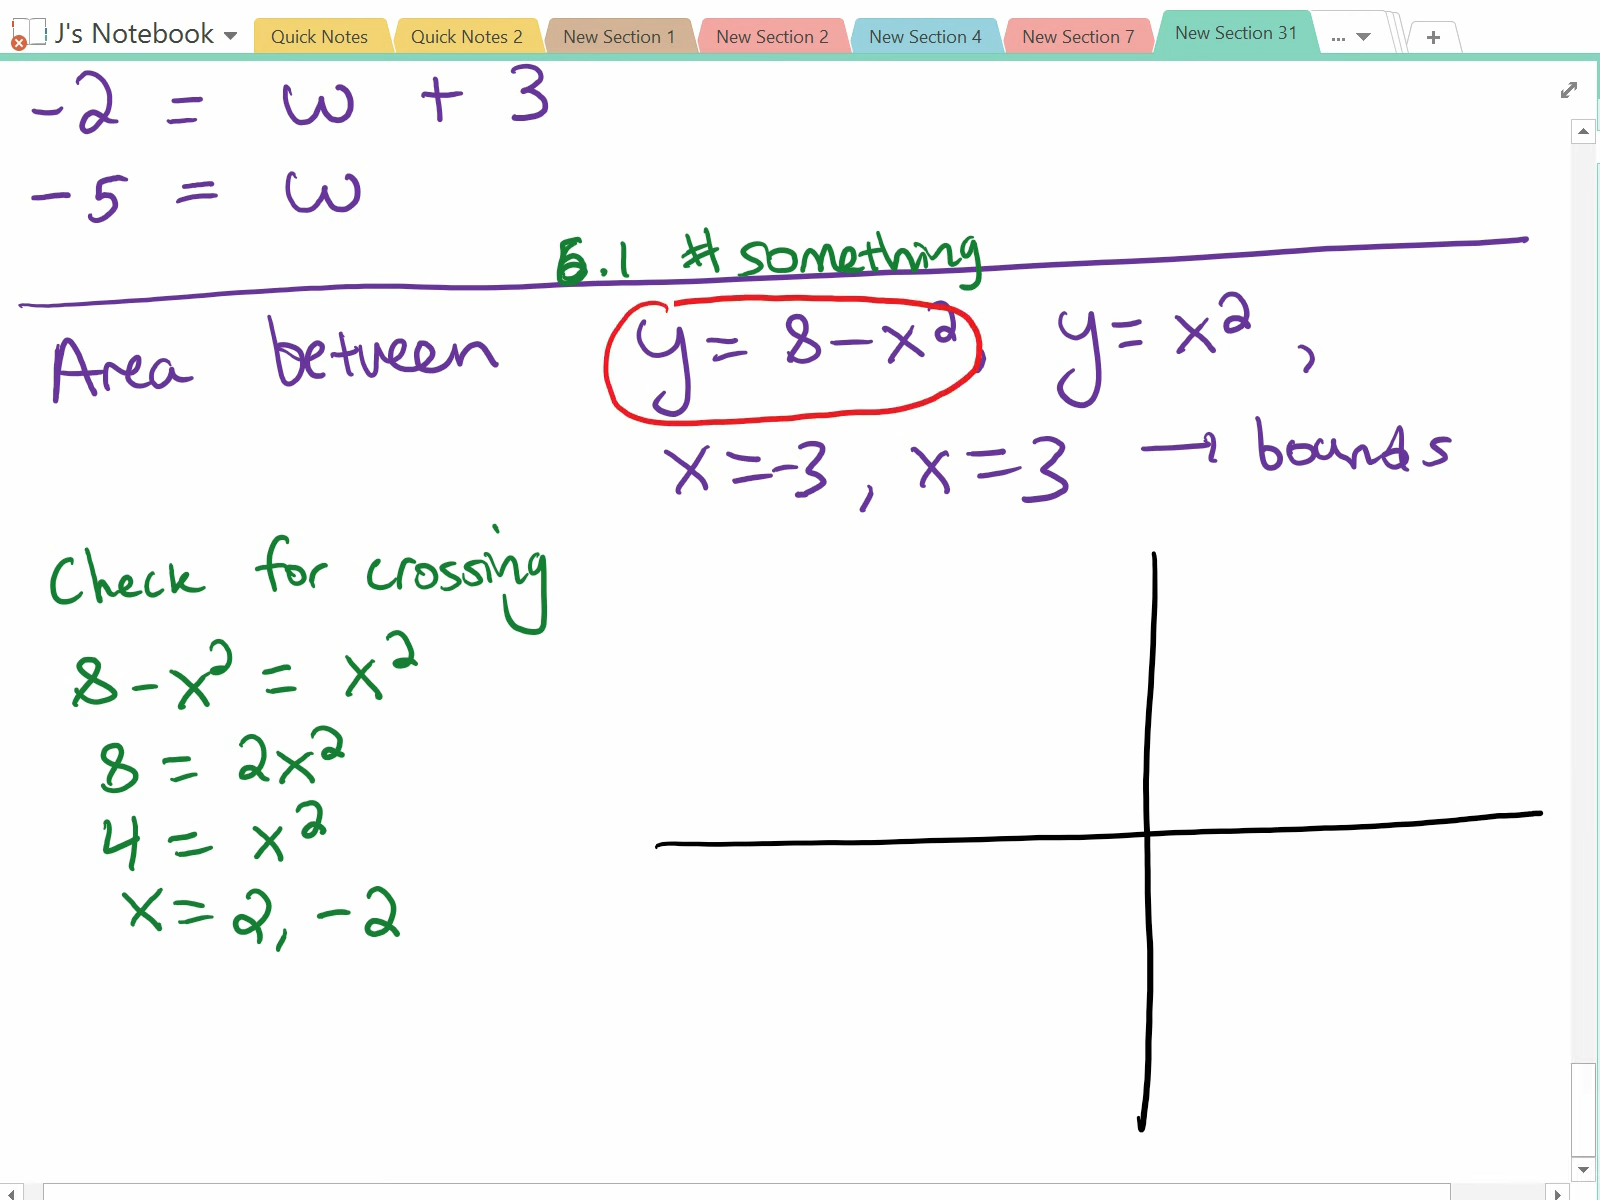 J's Notebook
Quick Notes
Quick Notes 2
New Section 1
New Section 2
New Section 4
New Section 7
New Section 31
...
+
-2 = w + 3
-5 = w
6.1 # something
Area between y = 8 - x², y = x²,
x = -3, x = 3 → bounds
Check for crossing
8 - x² = x²
8 = 2x²
4 = x²
x = 2, -2